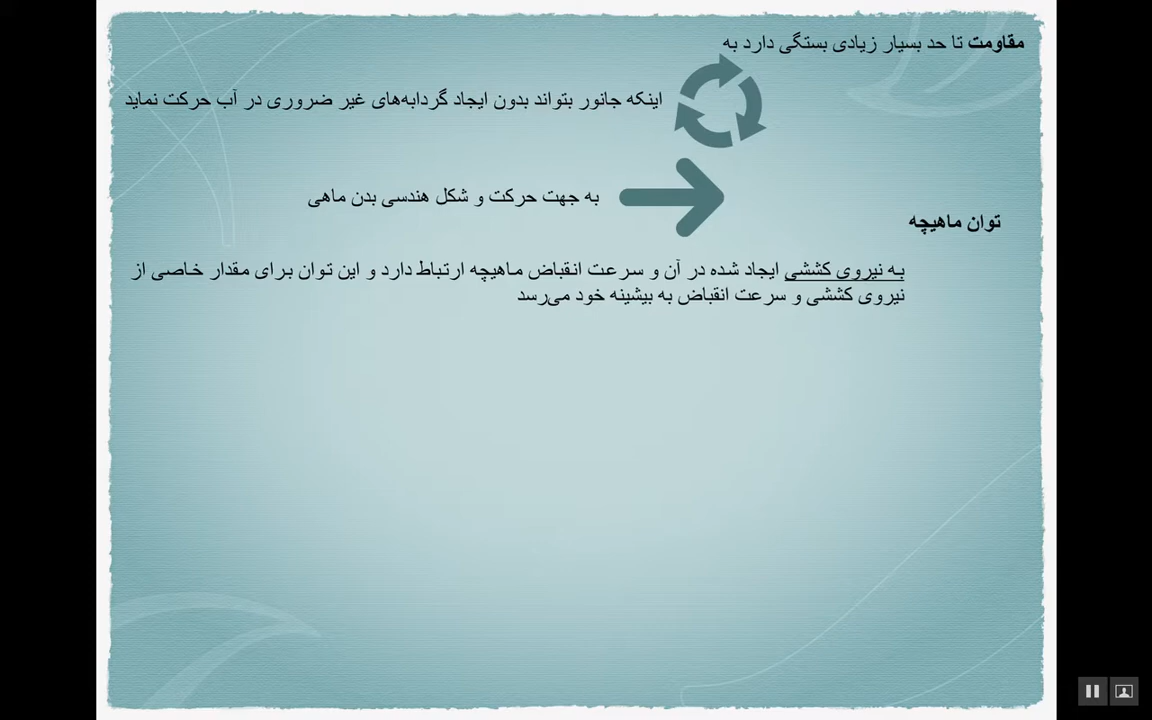 مقاومت تا حد بسیار زیادی بستگی دارد به
اینکه جانور بتواند بدون ایجاد گردابه‌های غیر ضروری در آب حرکت نماید
به جهت حرکت و شکل هندسی بدن ماهی
توان ماهیچه
به نیروی کششی ایجاد شده در آن و سرعت انقباض ماهیچه ارتباط دارد و این توان برای مقدار خاصی از
نیروی کششی و سرعت انقباض به بیشینه خود می‌رسد